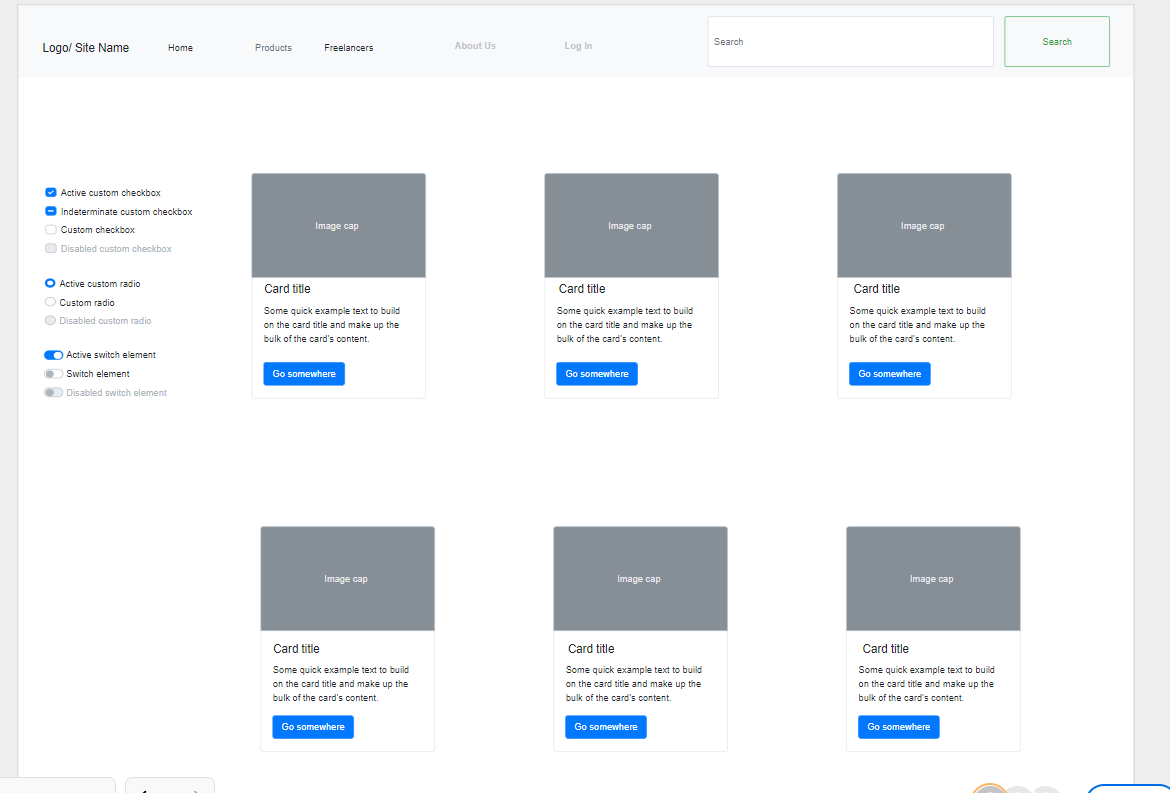 Logo/ Site Name Home Products Freelancers About Us Log In Search Search
Active custom checkbox
Indeterminate custom checkbox
Custom checkbox
Disabled custom checkbox
Active custom radio
Custom radio
Disabled custom radio
Active switch element
Switch element
Disabled switch element
Image cap
Card title
Some quick example text to build
on the card title and make up the
bulk of the card's content.
Go somewhere
Image cap
Card title
Some quick example text to build
on the card title and make up the
bulk of the card's content.
Go somewhere
Image cap
Card title
Some quick example text to build
on the card title and make up the
bulk of the card's content.
Go somewhere
Image cap
Card title
Some quick example text to build
on the card title and make up the
bulk of the card's content.
Go somewhere
Image cap
Card title
Some quick example text to build
on the card title and make up the
bulk of the card's content.
Go somewhere
Image cap
Card title
Some quick example text to build
on the card title and make up the
bulk of the card's content.
Go somewhere